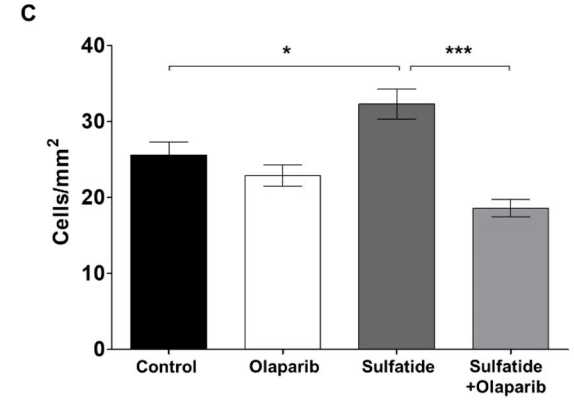 C
* ***
40
30
20
10
0
Cells/mm²
Control Olaparib Sulfatide Sulfatide
+Olaparib